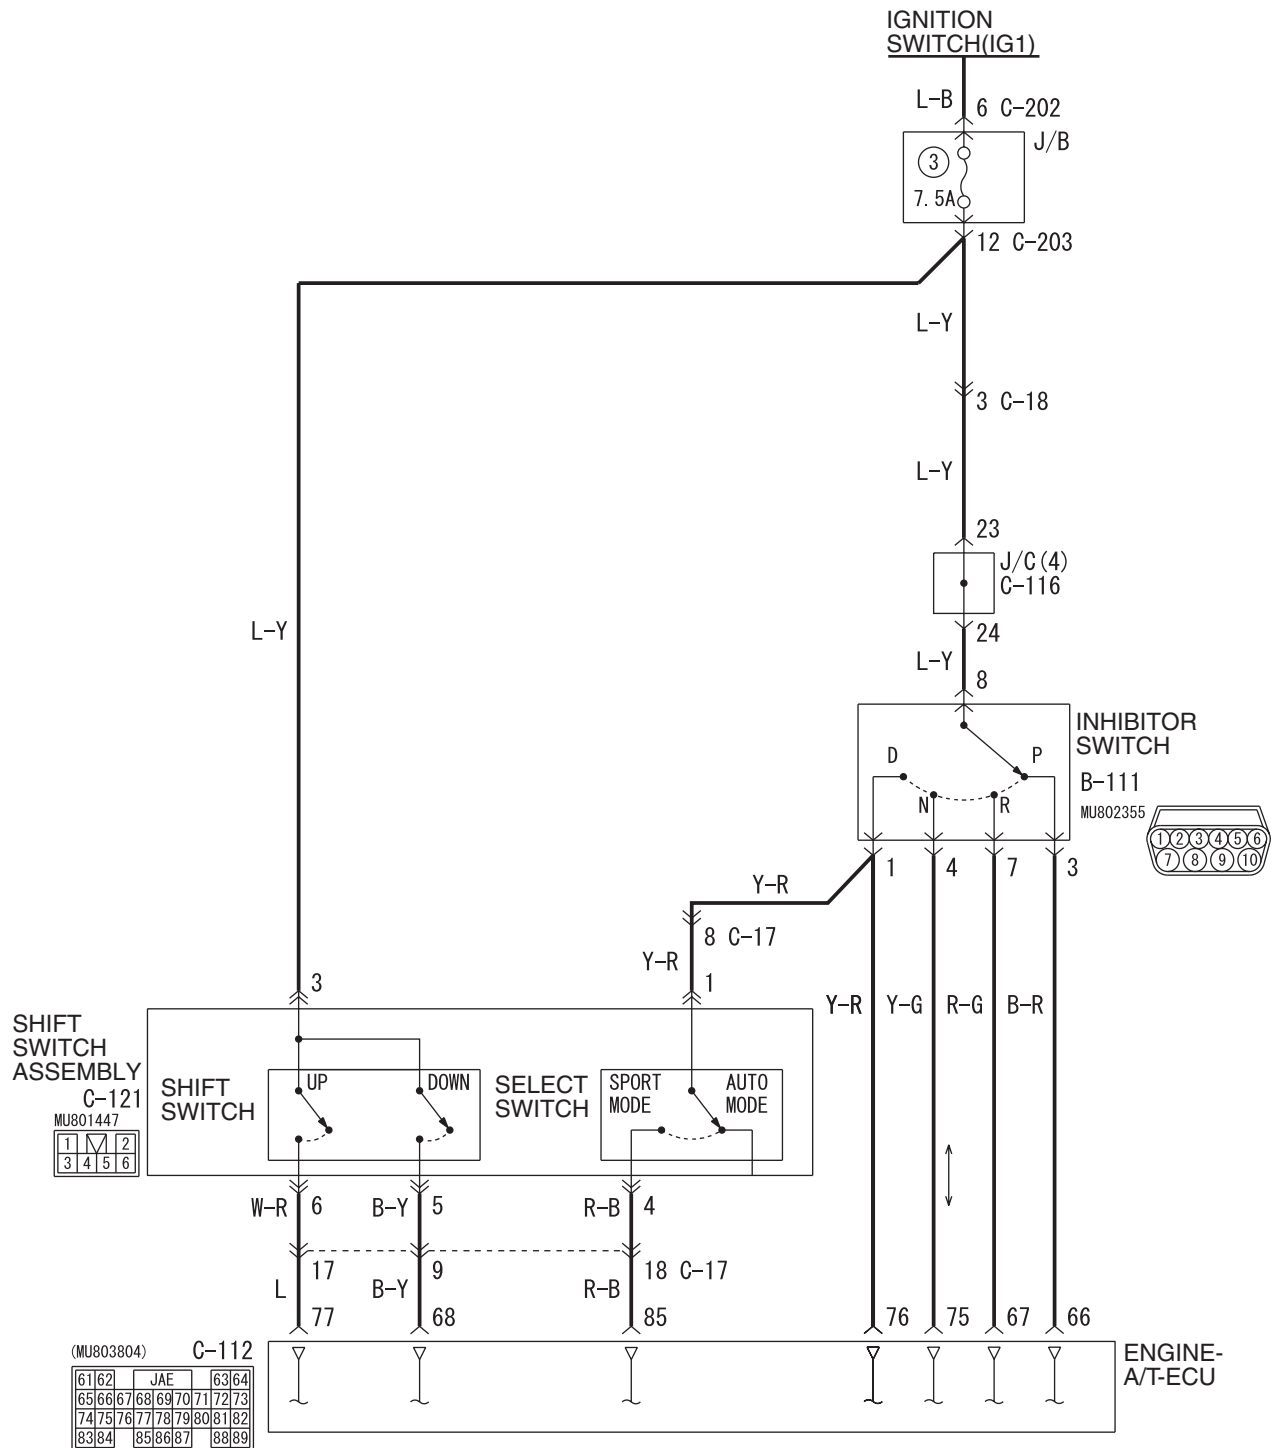 IGNITION
SWITCH(IG1)
L-B
6 C-202
J/B
3
7.5A
12 C-203
L-Y
3 C-18
L-Y
23
J/C(4)
C-116
24
L-Y
L-Y
8
INHIBITOR
SWITCH
D
P
N
R
B-111
MU802355
1 2 3 4 5 6
7 8 9 10
1
4
7
3
Y-R
8 C-17
Y-R
3
1
Y-R
Y-G
R-G
B-R
SHIFT
SWITCH
ASSEMBLY
C-121
MU801447
1 2
3 4 5 6
SHIFT
SWITCH
UP
DOWN
SELECT
SWITCH
SPORT
MODE
AUTO
MODE
W-R
6
B-Y
5
R-B
4
17
9
18 C-17
L
B-Y
R-B
77
68
85
76
75
67
66
(MU803804)
C-112
61 62 JAE 63 64
65 66 67 68 69 70 71 72 73
74 75 76 77 78 79 80 81 82
83 84 85 86 87 88 89
ENGINE-
A/T-ECU